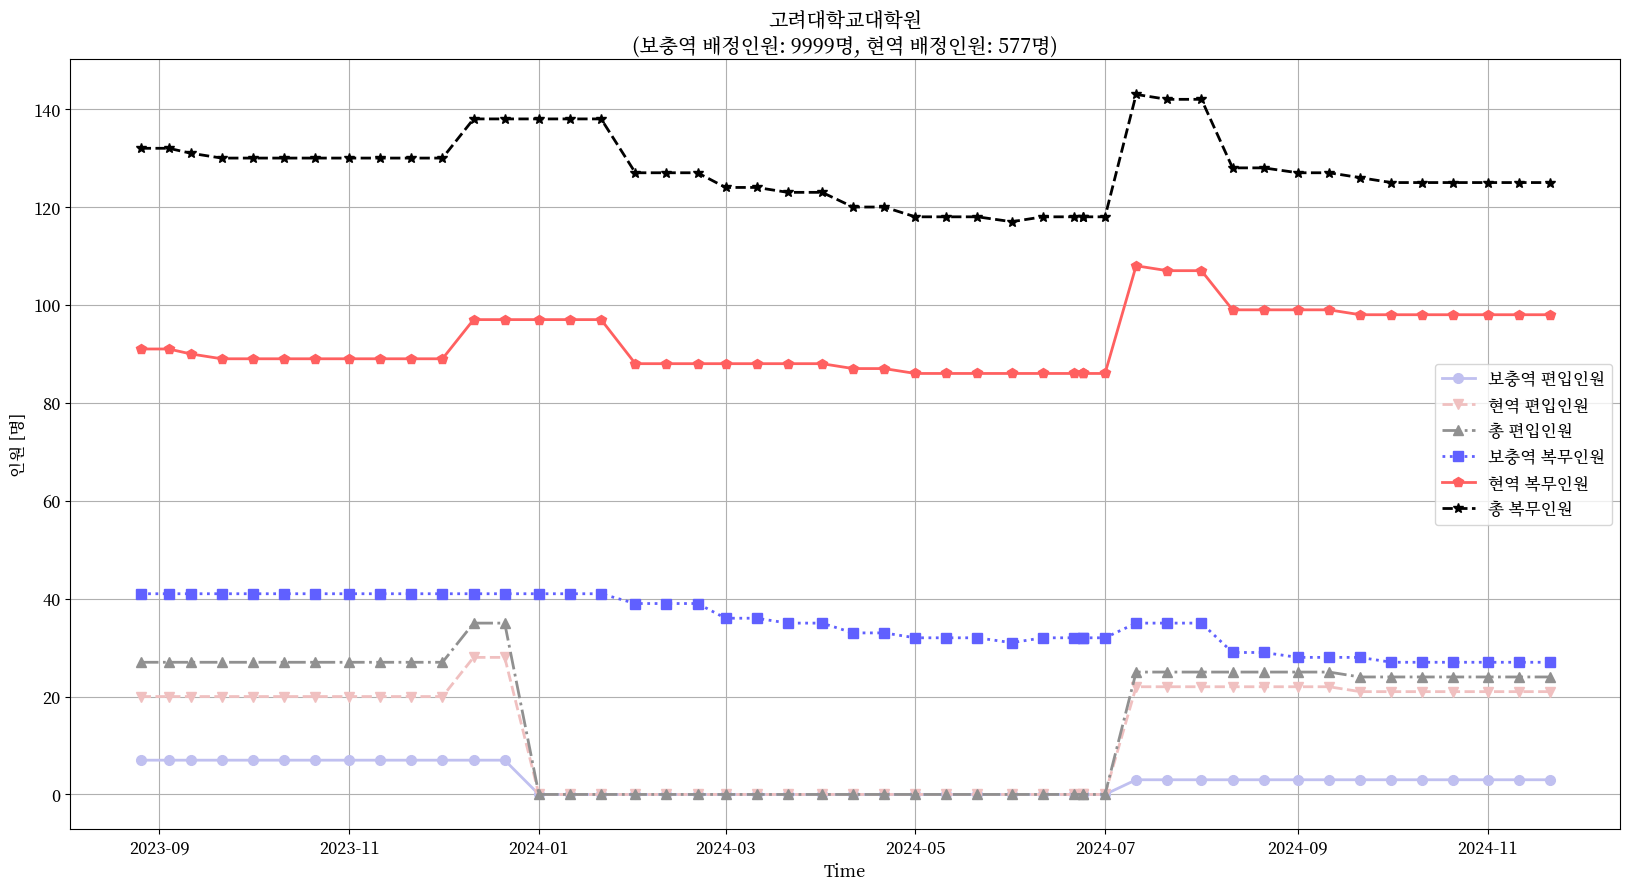 고려대학교대학원
(보충역 배정인원: 9999명, 현역 배정인원: 577명)
140
120
100
80
60
40
20
0
인원 [명]
보충역 편입인원
현역 편입인원
총 편입인원
보충역 복무인원
현역 복무인원
총 복무인원
2023-09
2023-11
2024-01
2024-03
2024-05
2024-07
2024-09
2024-11
Time